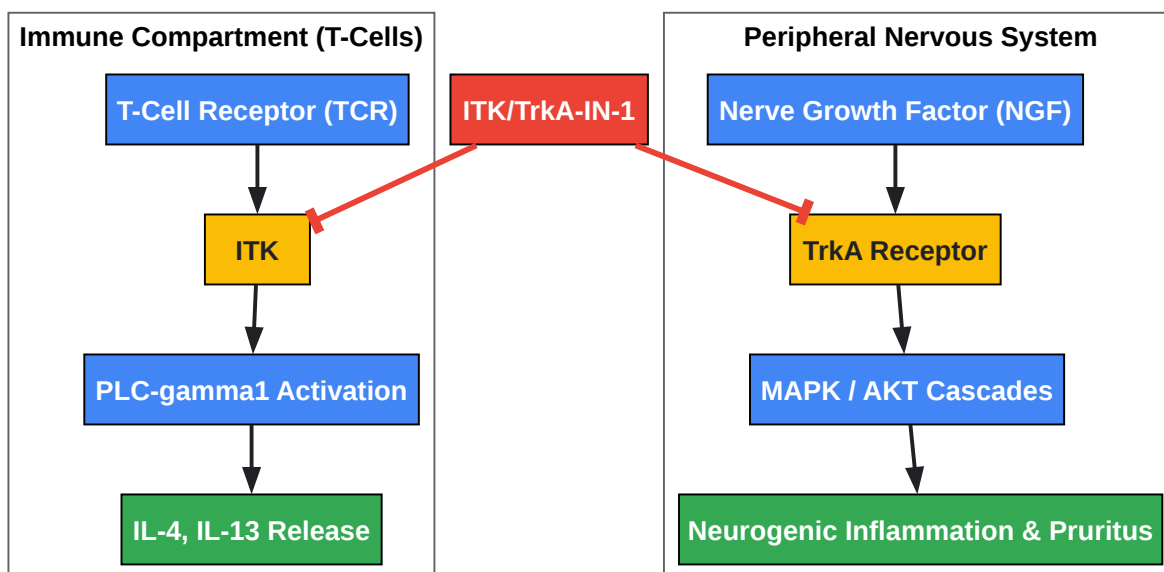 Immune Compartment (T-Cells)
T-Cell Receptor (TCR)
ITK
PLC-gamma1 Activation
IL-4, IL-13 Release
ITK/TrkA-IN-1
Peripheral Nervous System
Nerve Growth Factor (NGF)
TrkA Receptor
MAPK / AKT Cascades
Neurogenic Inflammation & Pruritus